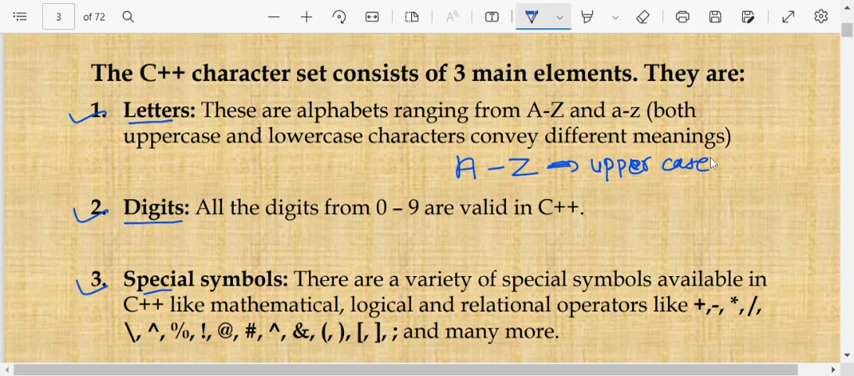 3 of 72
The C++ character set consists of 3 main elements. They are:
1. Letters: These are alphabets ranging from A-Z and a-z (both
uppercase and lowercase characters convey different meanings)
A - Z → upper case
2. Digits: All the digits from 0 – 9 are valid in C++.
3. Special symbols: There are a variety of special symbols available in
C++ like mathematical, logical and relational operators like +,-, *, /,
\, ^, %, !, @, #, ^, &, (, ), [, ], ; and many more.